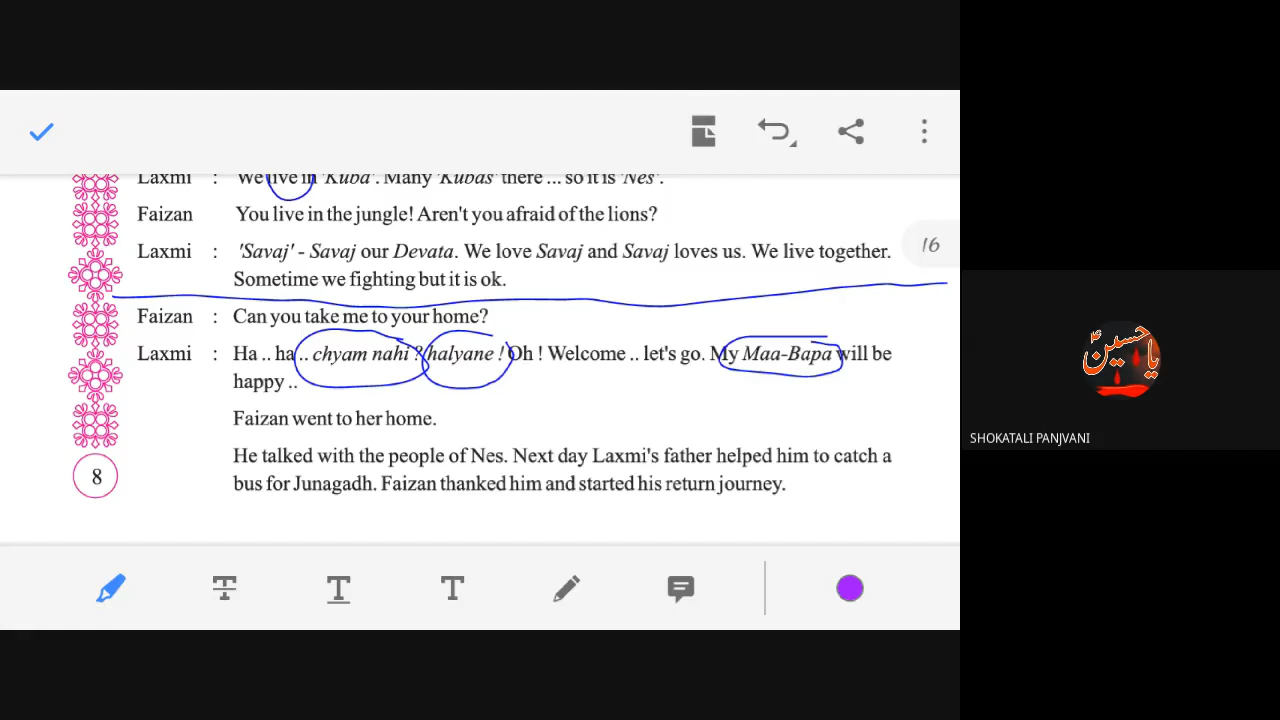 Laxmi : We live in 'Kuba'. Many 'Kubas' there ... so it is 'Nes'.
Faizan You live in the jungle! Aren't you afraid of the lions?
16
Laxmi : 'Savaj' - Savaj our Devata. We love Savaj and Savaj loves us. We live together.
Sometime we fighting but it is ok.
Faizan : Can you take me to your home?
Laxmi : Ha .. ha .. chyam nahi ? halyane ! Oh ! Welcome .. let's go. My Maa-Bapa will be
happy ..
Faizan went to her home.
He talked with the people of Nes. Next day Laxmi's father helped him to catch a
8 bus for Junagadh. Faizan thanked him and started his return journey.
T T T
يا حسين ع
SHOKATALI PANJVANI